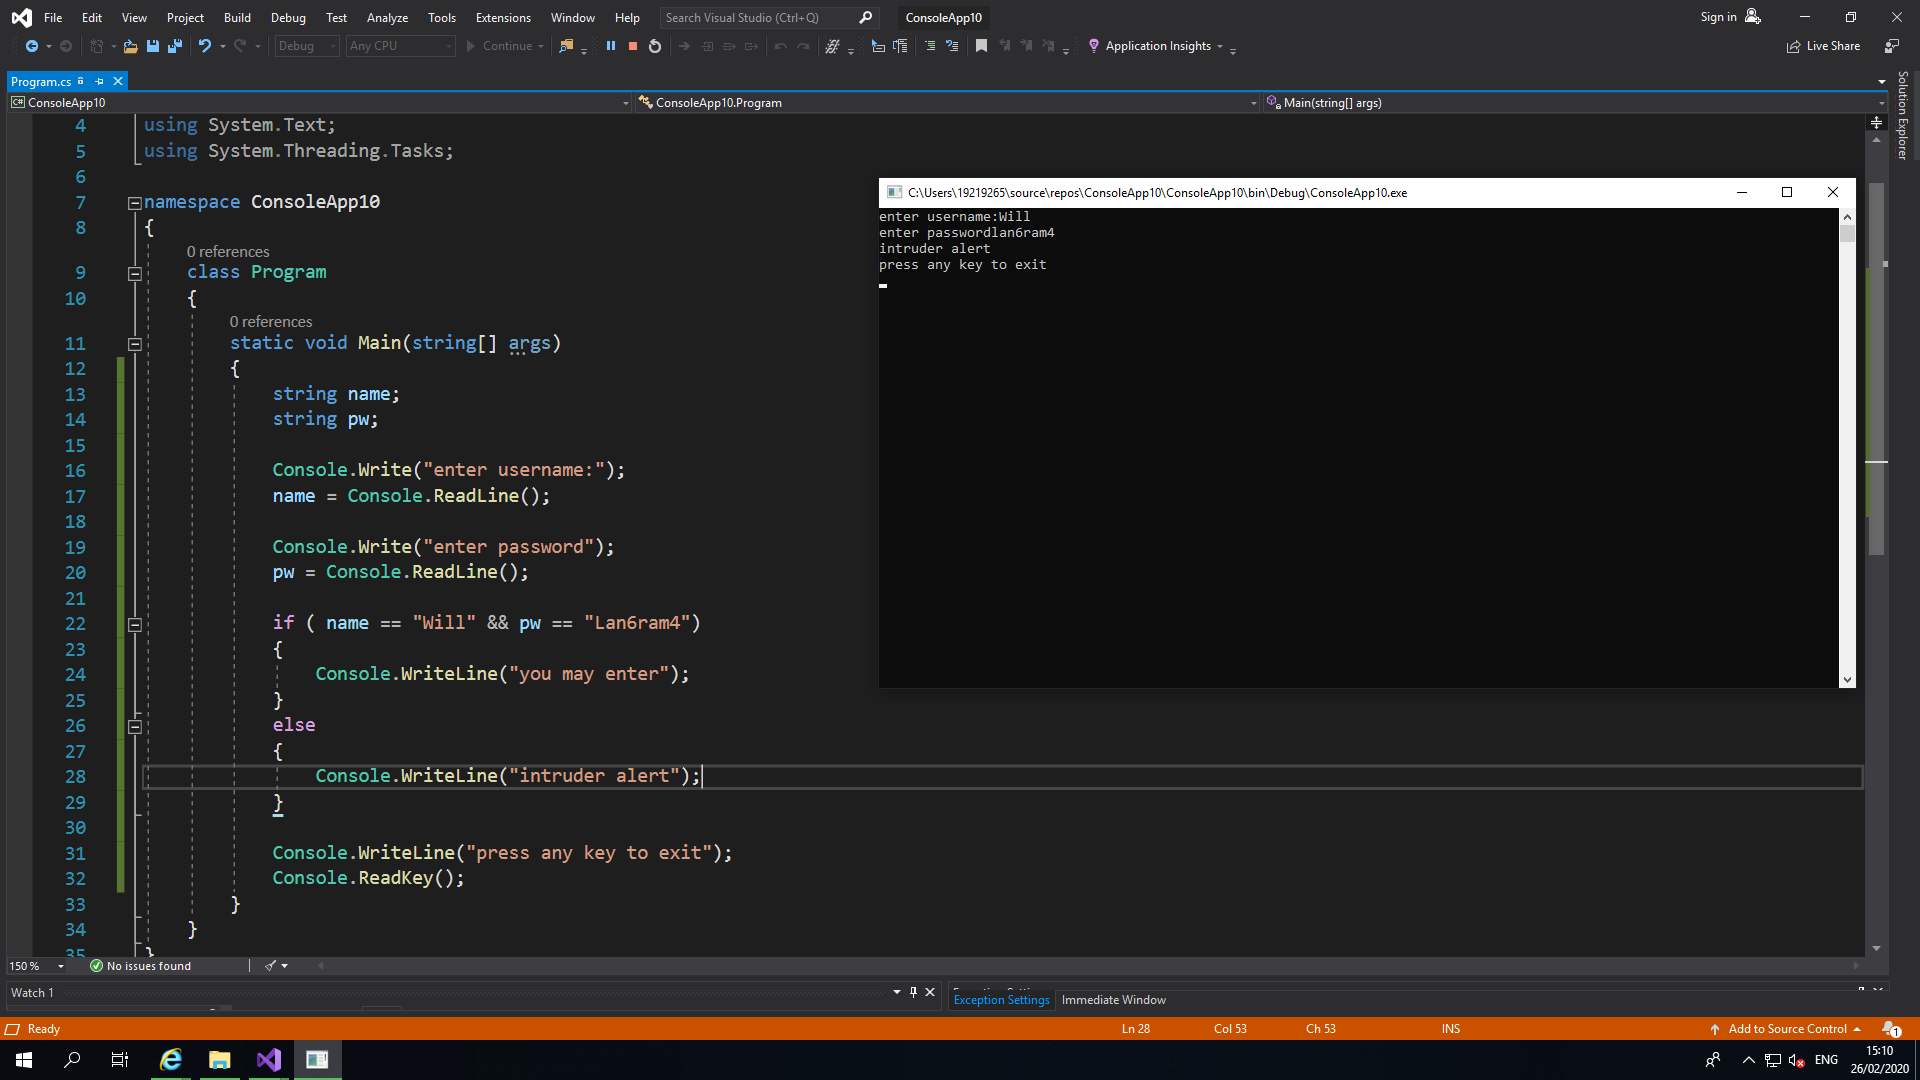 File Edit View Project Build Debug Test Analyze Tools Extensions Window Help Search Visual Studio (Ctrl+Q) ConsoleApp10 Sign in
Debug Any CPU Continue Application Insights Live Share
Program.cs
Solution Explorer
C# ConsoleApp10 ConsoleApp10.Program Main(string[] args)
4 using System.Text;
5 using System.Threading.Tasks;
6
7 namespace ConsoleApp10
8 {
0 references
9 class Program
10 {
0 references
11 static void Main(string[] args)
12 {
13 string name;
14 string pw;
15
16 Console.Write("enter username:");
17 name = Console.ReadLine();
18
19 Console.Write("enter password");
20 pw = Console.ReadLine();
21
22 if ( name == "Will" && pw == "Lan6ram4")
23 {
24 Console.WriteLine("you may enter");
25 }
26 else
27 {
28 Console.WriteLine("intruder alert");
29 }
30
31 Console.WriteLine("press any key to exit");
32 Console.ReadKey();
33 }
34 }
35 }
C:\Users\19219265\source\repos\ConsoleApp10\ConsoleApp10\bin\Debug\ConsoleApp10.exe
enter username:Will
enter passwordlan6ram4
intruder alert
press any key to exit
150 % No issues found
Watch 1
Exception Settings
Exception Settings Immediate Window
Ready Ln 28 Col 53 Ch 53 INS Add to Source Control 1
ENG
15:10
26/02/2020